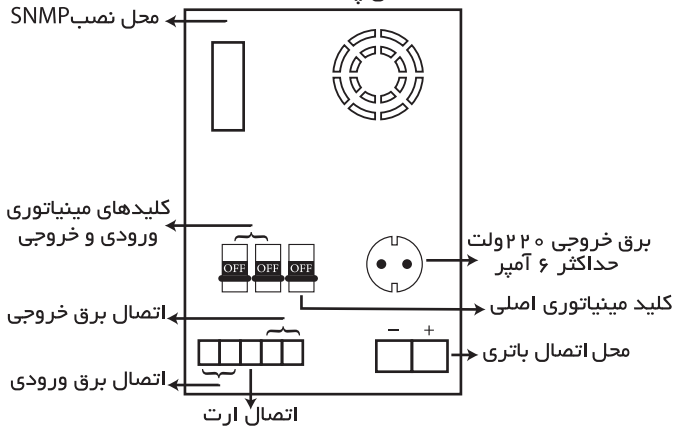 محل نصب SNMP
کلیدهای مینیاتوری
ورودی و خروجی
OFF OFF OFF
برق خروجی ۲۲۰ ولت
حداکثر ۶ آمپر
کلید مینیاتوری اصلی
اتصال برق خروجی
− +
محل اتصال باتری
اتصال برق ورودی
اتصال ارت